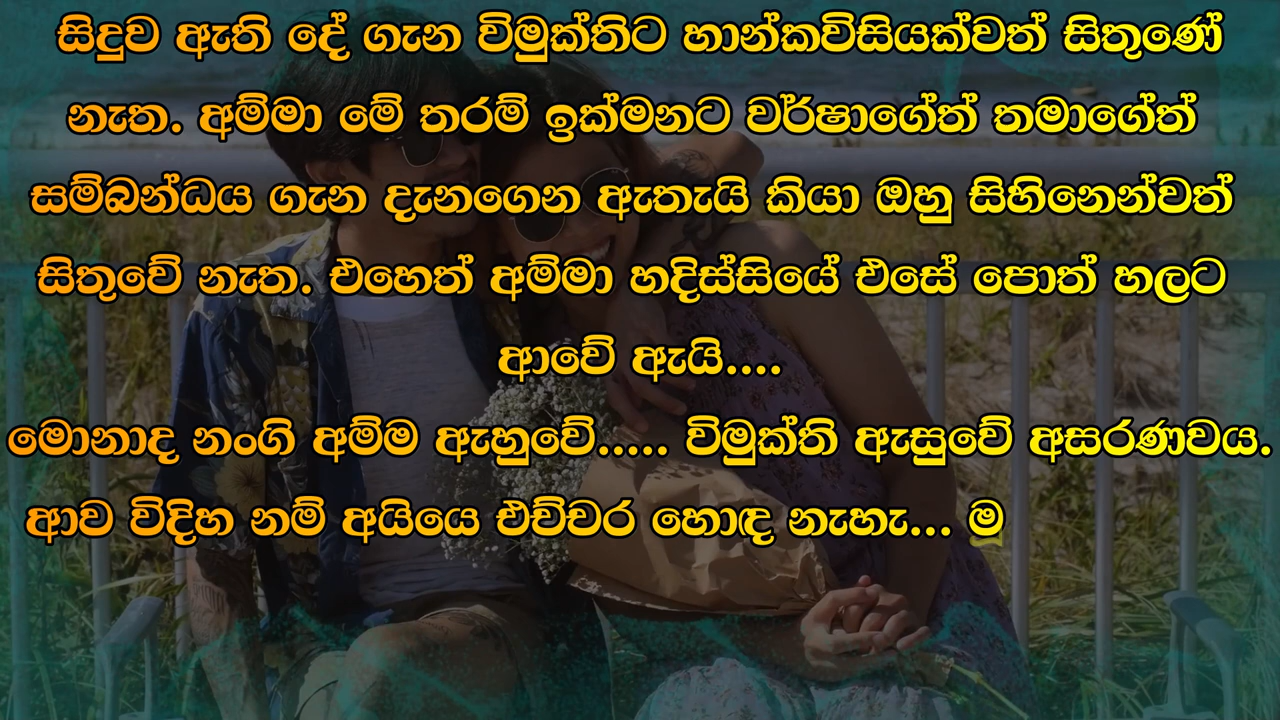 සිදුව ඇති දේ ගැන විමුක්තිට හාන්කවිසියක්වත් සිතුණේ
නැත. අම්මා මේ තරම් ඉක්මනට වර්ෂාගේත් තමාගේත්
සම්බන්ධය ගැන දැනගෙන ඇතැයි කියා ඔහු සිහිනෙන්වත්
සිතුවේ නැත. එහෙත් අම්මා හදිස්සියේ එසේ පොත් හලට
ආවේ ඇයි....
මොනාද නංගි අම්ම ඇහුවේ..... විමුක්ති ඇසුවේ අසරණවය.
ආව විදිහ නම් අයියෙ එච්චර හොඳ නැහැ... ම